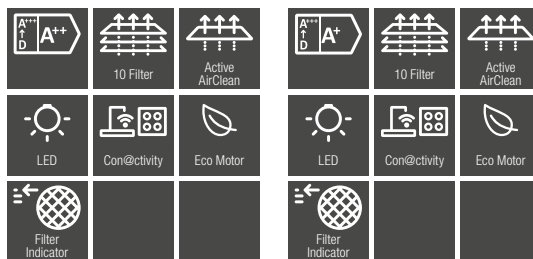 A+++
↑
D
A++
10 Filter
Active
AirClean
LED
Con@ctivity
Eco Motor
Filter
Indicator
A+++
↑
D
A+
10 Filter
Active
AirClean
LED
Con@ctivity
Eco Motor
Filter
Indicator